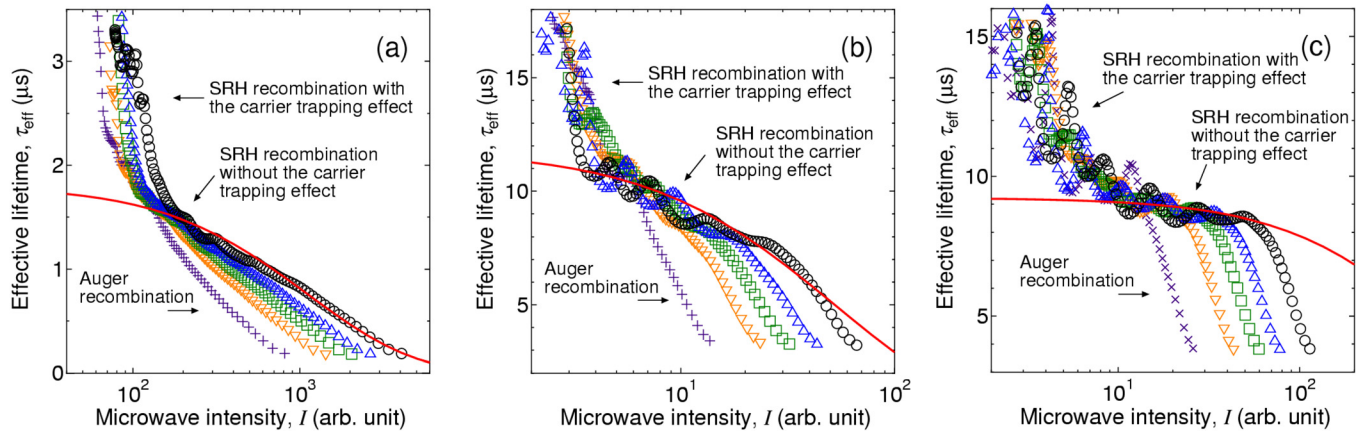 (a)
SRH recombination with
the carrier trapping effect
SRH recombination
without the carrier
trapping effect
Auger
recombination
Effective lifetime, τeff (μs)
3
2
1
0
10²
10³
Microwave intensity, I (arb. unit)
(b)
SRH recombination with
the carrier trapping effect
SRH recombination
without the carrier
trapping effect
Auger
recombination
Effective lifetime, τeff (μs)
15
10
5
10¹
10²
Microwave intensity, I (arb. unit)
(c)
SRH recombination with
the carrier trapping effect
SRH recombination
without the carrier
trapping effect
Auger
recombination
Effective lifetime, τeff (μs)
15
10
5
10¹
10²
Microwave intensity, I (arb. unit)